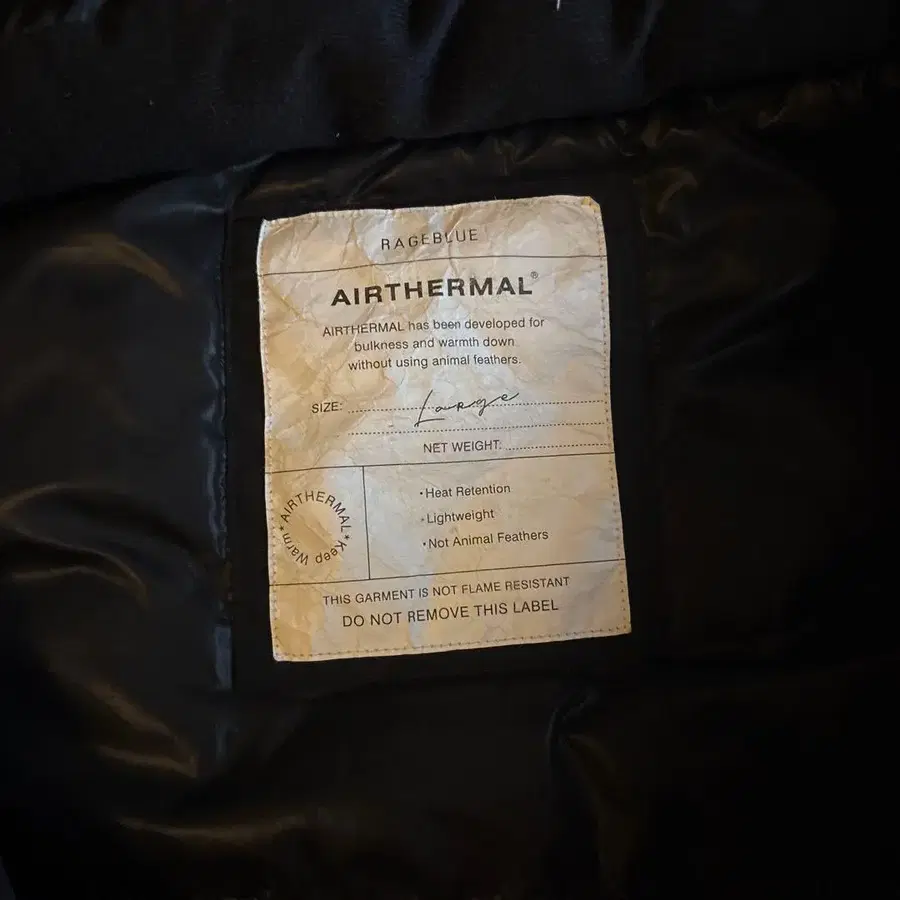 RAGEBLUE
AIRTHERMAL®
AIRTHERMAL has been developed for
bulkness and warmth down
without using animal feathers.
SIZE: Large
NET WEIGHT:
AIRTHERMAL * Keep Warm *
·Heat Retention
·Lightweight
·Not Animal Feathers
THIS GARMENT IS NOT FLAME RESISTANT
DO NOT REMOVE THIS LABEL